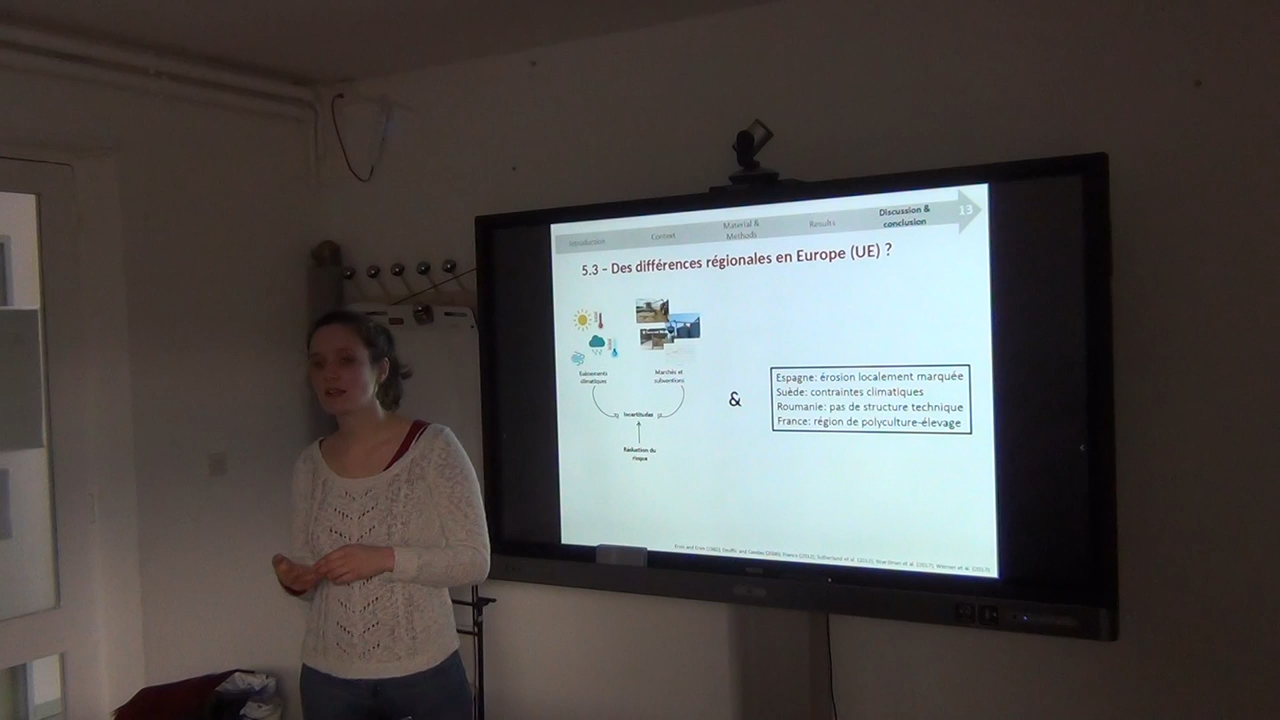 Introduction
Context
Material &
Methods
Results
Discussion &
conclusion
13
5.3 – Des différences régionales en Europe (UE) ?
Evènements
climatiques
Marchés et
subventions
Incertitudes
Réduction du
risque
&
Espagne: érosion localement marquée
Suède: contraintes climatiques
Roumanie: pas de structure technique
France: région de polyculture-élevage